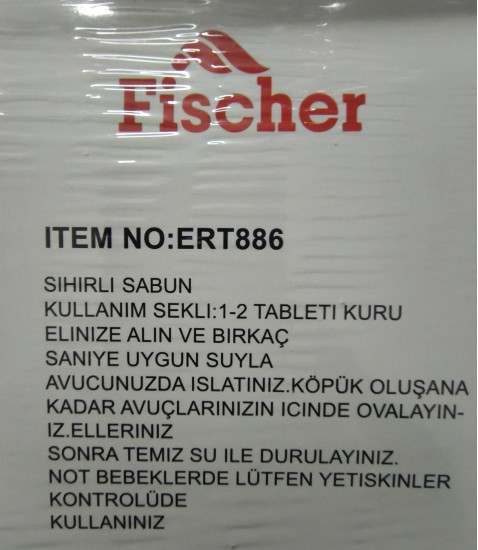 Fischer
ITEM NO:ERT886
SIHIRLI SABUN
KULLANIM SEKLI:1-2 TABLETI KURU
ELINIZE ALIN VE BIRKAÇ
SANIYE UYGUN SUYLA
AVUCUNUZDA ISLATINIZ.KÖPÜK OLUŞANA
KADAR AVUÇLARINIZIN ICINDE OVALAYIN-
IZ.ELLERINIZ
SONRA TEMIZ SU ILE DURULAYINIZ.
NOT BEBEKLERDE LÜTFEN YETISKINLER
KONTROLÜDE
KULLANINIZ